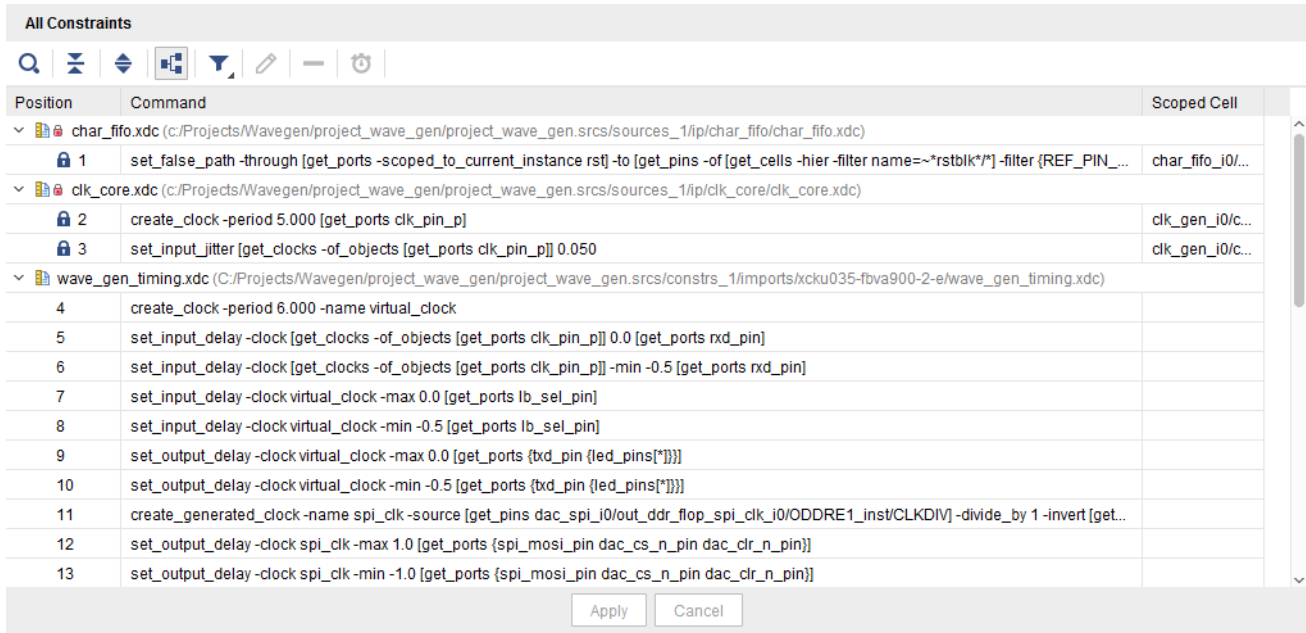 All Constraints
Position Command Scoped Cell
char_fifo.xdc (c:/Projects/Wavegen/project_wave_gen/project_wave_gen.srcs/sources_1/ip/char_fifo/char_fifo.xdc)
1 set_false_path -through [get_ports -scoped_to_current_instance rst] -to [get_pins -of [get_cells -hier -filter name=~*rstblk*/*] -filter {REF_PIN_... char_fifo_i0/...
clk_core.xdc (c:/Projects/Wavegen/project_wave_gen/project_wave_gen.srcs/sources_1/ip/clk_core/clk_core.xdc)
2 create_clock -period 5.000 [get_ports clk_pin_p] clk_gen_i0/c...
3 set_input_jitter [get_clocks -of_objects [get_ports clk_pin_p]] 0.050 clk_gen_i0/c...
wave_gen_timing.xdc (C:/Projects/Wavegen/project_wave_gen/project_wave_gen.srcs/constrs_1/imports/xcku035-fbva900-2-e/wave_gen_timing.xdc)
4 create_clock -period 6.000 -name virtual_clock
5 set_input_delay -clock [get_clocks -of_objects [get_ports clk_pin_p]] 0.0 [get_ports rxd_pin]
6 set_input_delay -clock [get_clocks -of_objects [get_ports clk_pin_p]] -min -0.5 [get_ports rxd_pin]
7 set_input_delay -clock virtual_clock -max 0.0 [get_ports lb_sel_pin]
8 set_input_delay -clock virtual_clock -min -0.5 [get_ports lb_sel_pin]
9 set_output_delay -clock virtual_clock -max 0.0 [get_ports {txd_pin {led_pins[*]}}]
10 set_output_delay -clock virtual_clock -min -0.5 [get_ports {txd_pin {led_pins[*]}}]
11 create_generated_clock -name spi_clk -source [get_pins dac_spi_i0/out_ddr_flop_spi_clk_i0/ODDRE1_inst/CLKDIV] -divide_by 1 -invert [get...
12 set_output_delay -clock spi_clk -max 1.0 [get_ports {spi_mosi_pin dac_cs_n_pin dac_clr_n_pin}]
13 set_output_delay -clock spi_clk -min -1.0 [get_ports {spi_mosi_pin dac_cs_n_pin dac_clr_n_pin}]
Apply Cancel